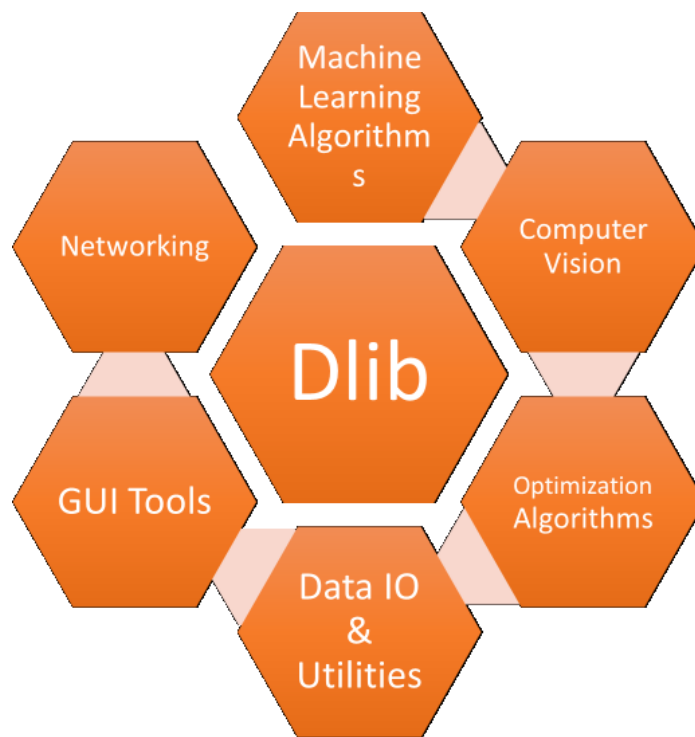 Machine
Learning
Algorithm
s
Networking
Computer
Vision
Dlib
GUI Tools
Optimization
Algorithms
Data IO
&
Utilities